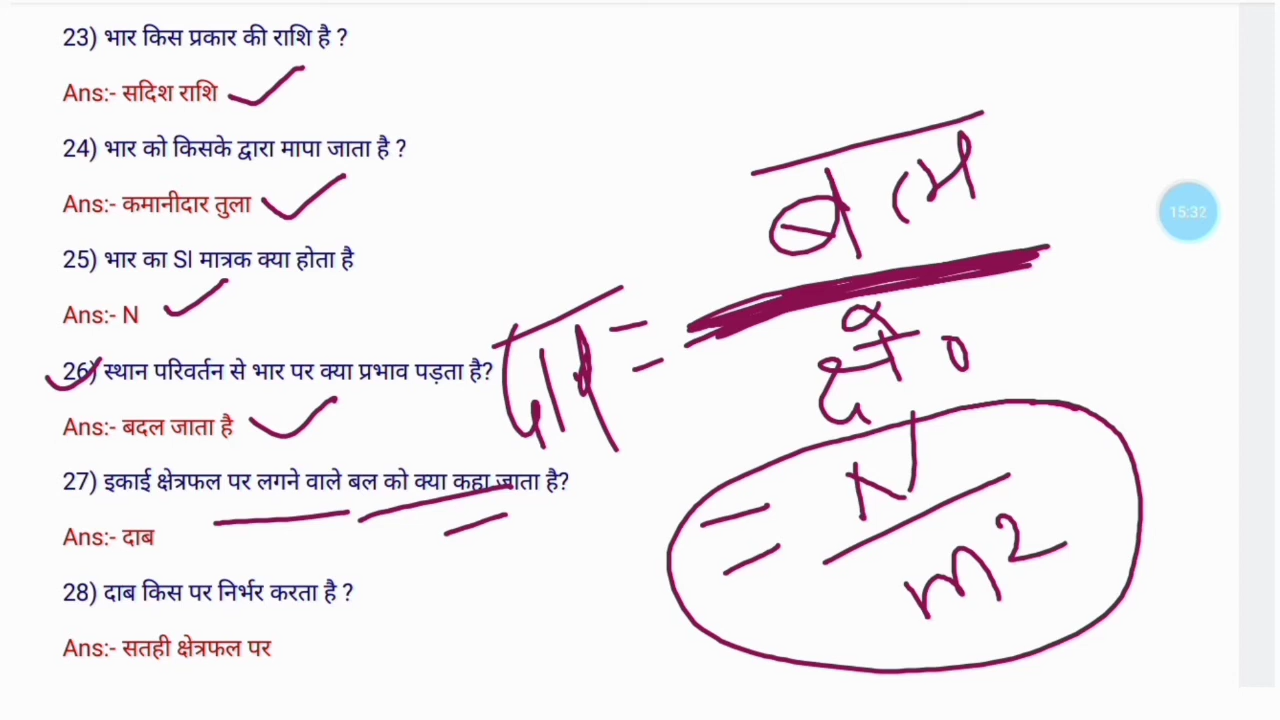 23) भार किस प्रकार की राशि है ?
Ans:- सदिश राशि
24) भार को किसके द्वारा मापा जाता है ?
Ans:- कमानीदार तुला
25) भार का SI मात्रक क्या होता है
Ans:- N
26) स्थान परिवर्तन से भार पर क्या प्रभाव पड़ता है?
Ans:- बदल जाता है
27) इकाई क्षेत्रफल पर लगने वाले बल को क्या कहा जाता है?
Ans:- दाब
28) दाब किस पर निर्भर करता है ?
Ans:- सतही क्षेत्रफल पर
दाब =
बल
क्षे०
= N
m²
15:32